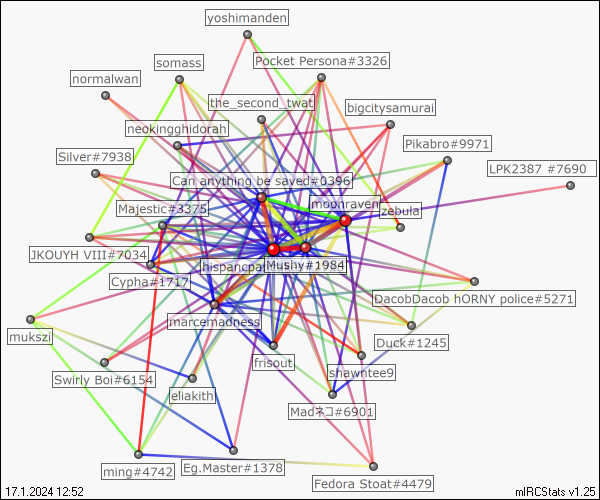 yoshimanden
somass
Pocket Persona#3326
normalwan
the_second_twat
bigcitysamurai
neokingghidorah
Pikabro#9971
Silver#7938
LPK2387 #7690
Can anything be saved#0396
moonraven
zebula
Majestic#3375
JKOUYH VIII#7034
hispancpa
Mushy#1984
Cypha#1717
DacobDacob hORNY police#5271
marcemadness
mukszi
Duck#1245
frisout
shawntee9
Swirly Boi#6154
eliakith
Madネコ#6901
ming#4742
Eg.Master#1378
Fedora Stoat#4479
17.1.2024 12:52
mIRCStats v1.25